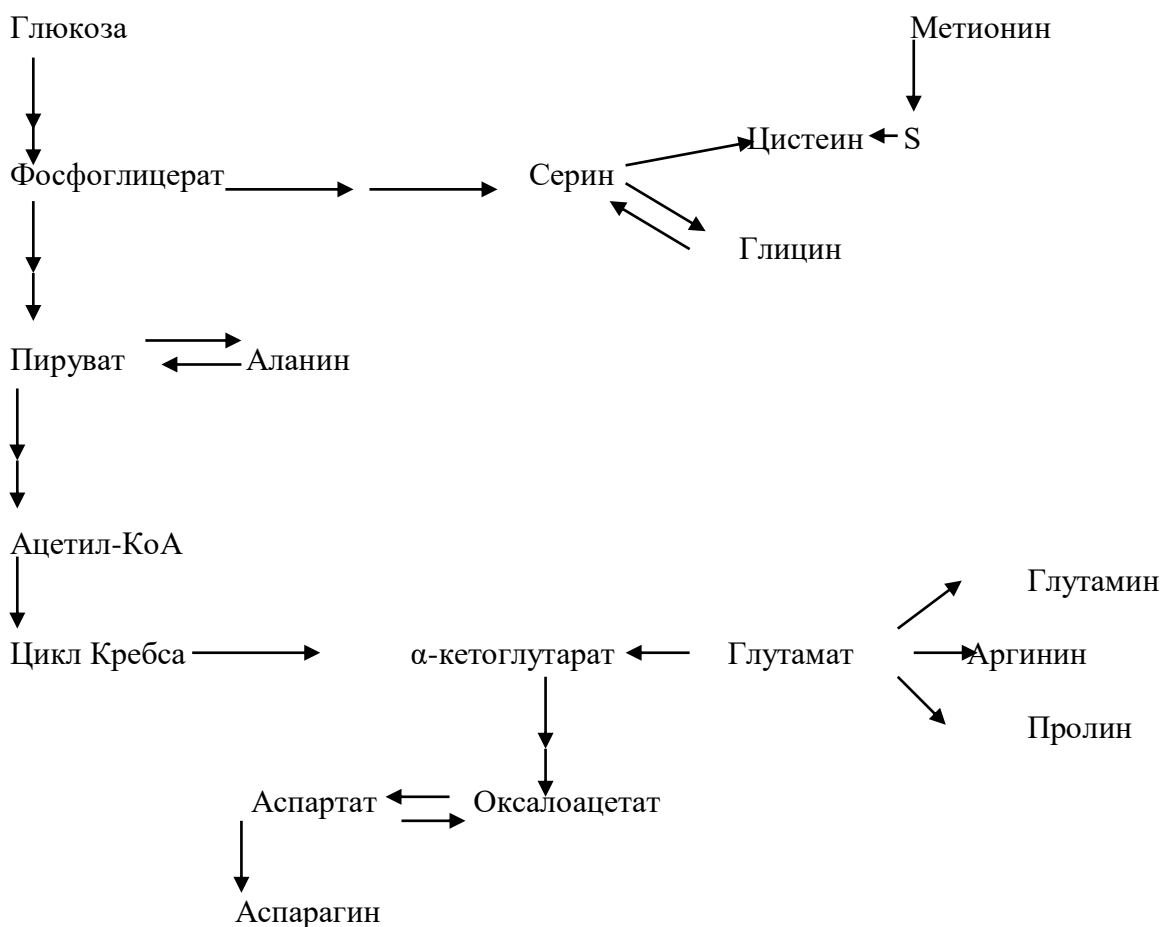 Глюкоза Метионин
Цистеин S
Фосфоглицерат Серин
Глицин
Пируват Аланин
Ацетил-КоА
Глутамин
Цикл Кребса α-кетоглутарат Глутамат Аргинин
Пролин
Аспартат Оксалоацетат
Аспарагин